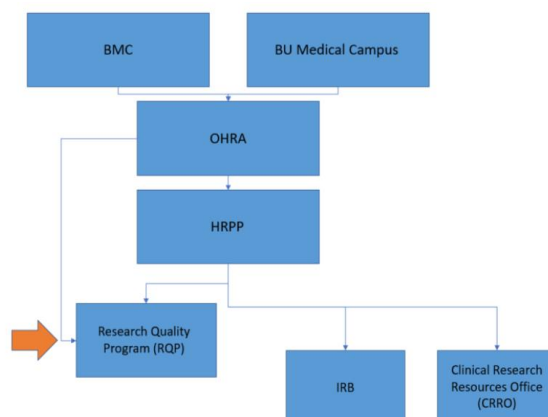 BMC
BU Medical Campus
OHRA
HRPP
Research Quality
Program (RQP)
IRB
Clinical Research
Resources Office
(CRRO)